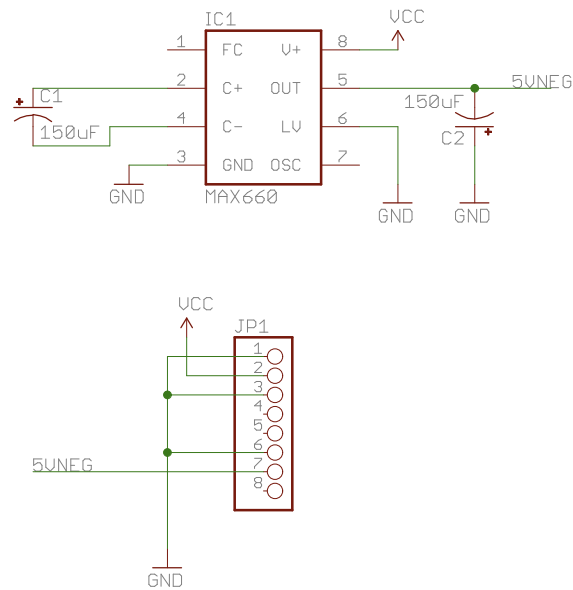 IC1
VCC
1 FC V+ 8
2 C+ OUT 5
5VNEG
+ C1
150uF
150uF
4 C- LV 6
C2 +
3 GND OSC 7
GND
MAX660
GND
GND
VCC
JP1
1
2
3
4
5
6
5VNEG
7
8
GND